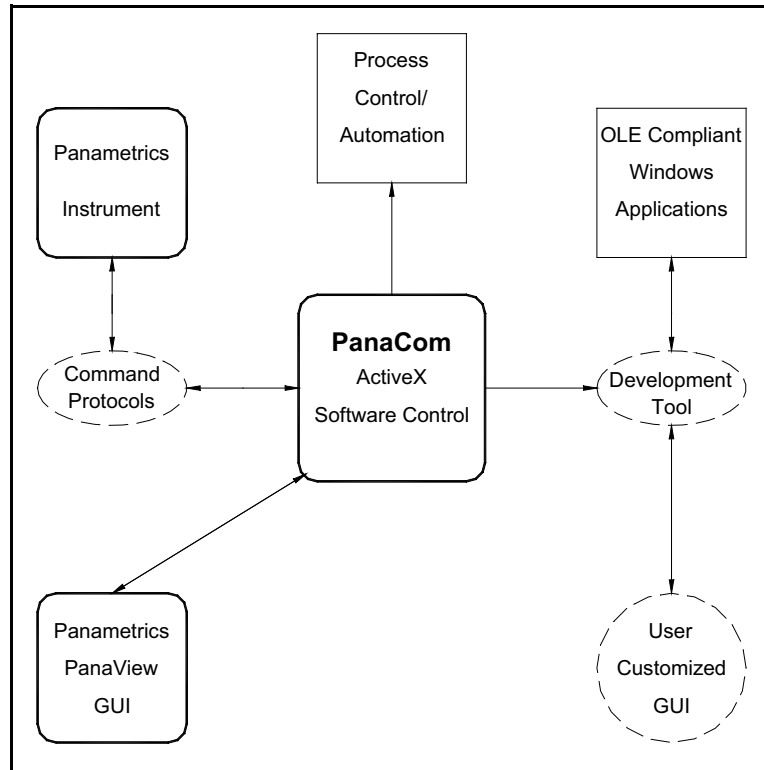 Process
Control/
Automation
Panametrics
Instrument
OLE Compliant
Windows
Applications
PanaCom
ActiveX
Software Control
Command
Protocols
Development
Tool
Panametrics
PanaView
GUI
User
Customized
GUI